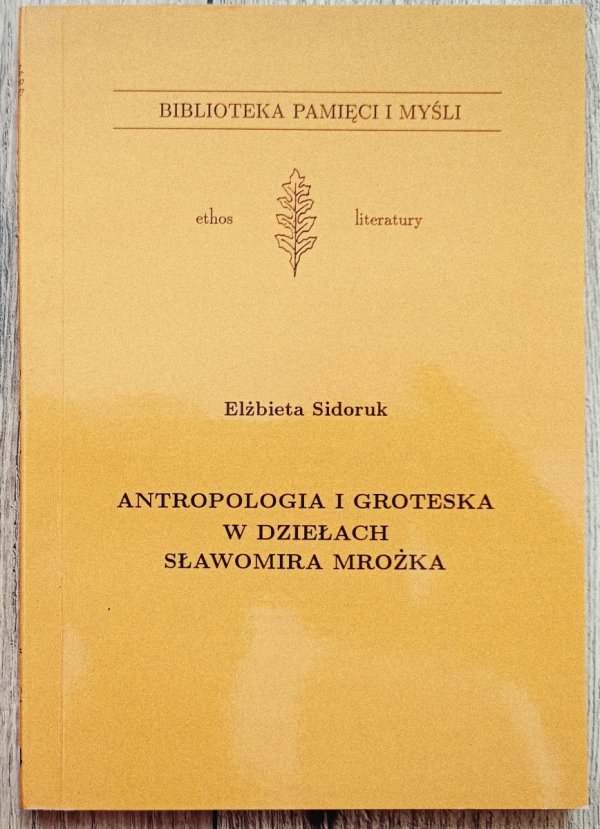 BIBLIOTEKA PAMIĘCI I MYŚLI
ethos literatury
Elżbieta Sidoruk
ANTROPOLOGIA I GROTESKA
W DZIEŁACH
SŁAWOMIRA MROŻKA